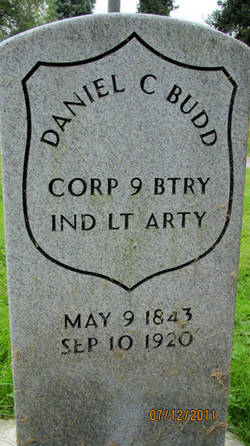 DANIEL C BUDD
CORP 9 BTRY
IND LT ARTY
MAY 9 1843
SEP 10 1920
07/12/2011